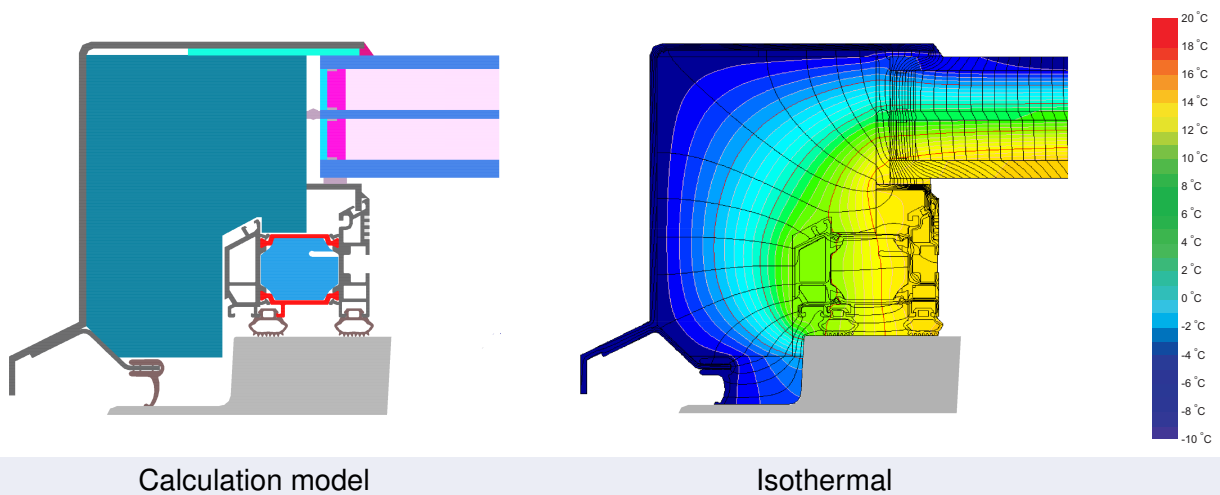 20 °C
18 °C
16 °C
14 °C
12 °C
10 °C
8 °C
6 °C
4 °C
2 °C
0 °C
-2 °C
-4 °C
-6 °C
-8 °C
-10 °C
Calculation model
Isothermal